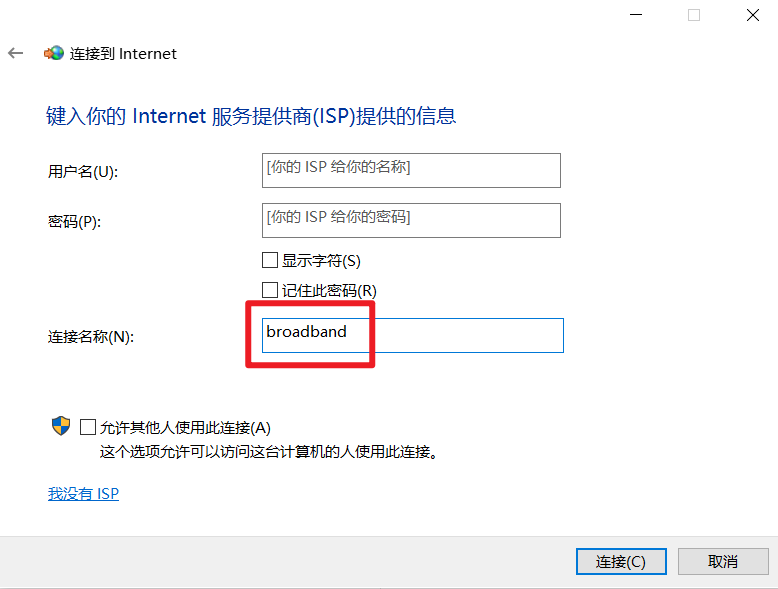 连接到 Internet
键入你的 Internet 服务提供商(ISP)提供的信息
用户名(U):
[你的 ISP 给你的名称]
密码(P):
[你的 ISP 给你的密码]
显示字符(S)
记住此密码(R)
连接名称(N):
broadband
允许其他人使用此连接(A)
这个选项允许可以访问这台计算机的人使用此连接。
我没有 ISP
连接(C)
取消